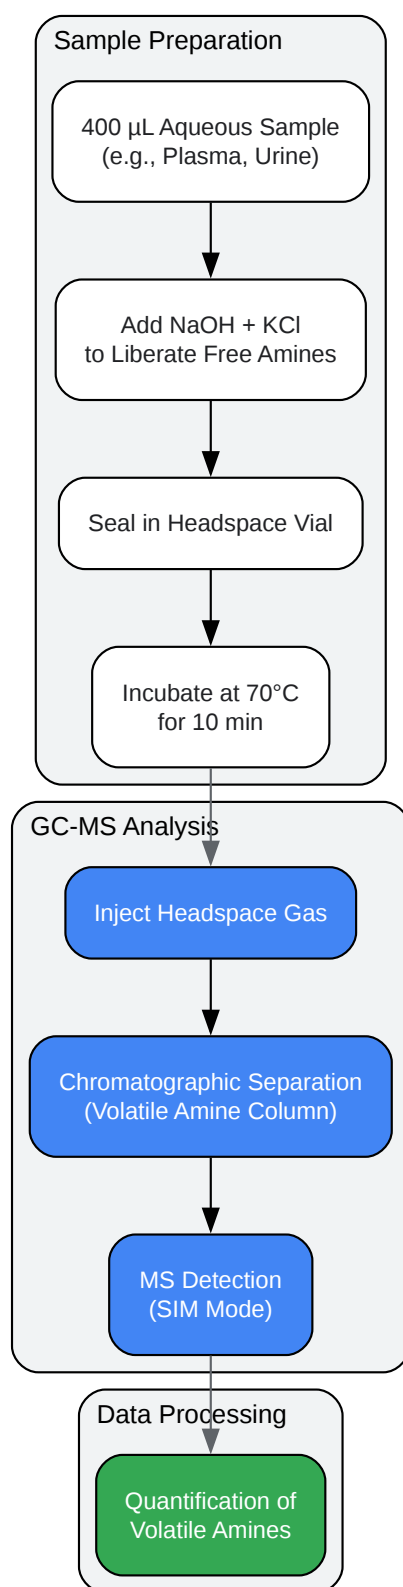 Sample Preparation
400 µL Aqueous Sample
(e.g., Plasma, Urine)
Add NaOH + KCl
to Liberate Free Amines
Seal in Headspace Vial
Incubate at 70°C
for 10 min
GC-MS Analysis
Inject Headspace Gas
Chromatographic Separation
(Volatile Amine Column)
MS Detection
(SIM Mode)
Data Processing
Quantification of
Volatile Amines